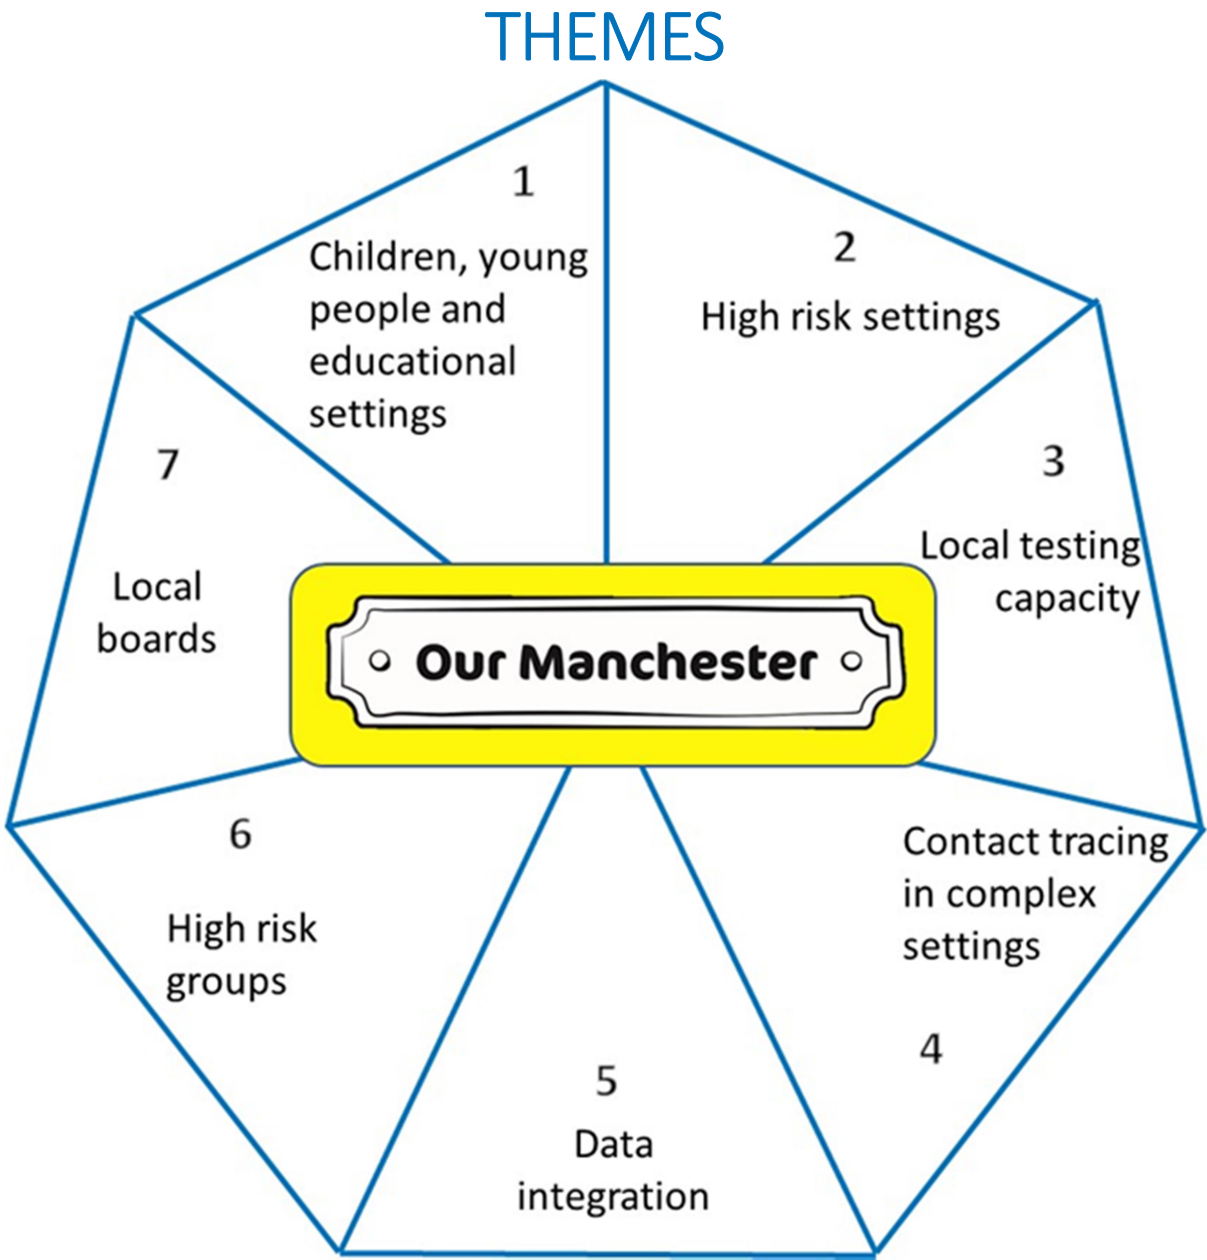 THEMES
1
Children, young
people and
educational
settings
2
High risk settings
3
Local testing
capacity
Contact tracing
in complex
settings
4
5
Data
integration
6
High risk
groups
7
Local
boards
Our Manchester